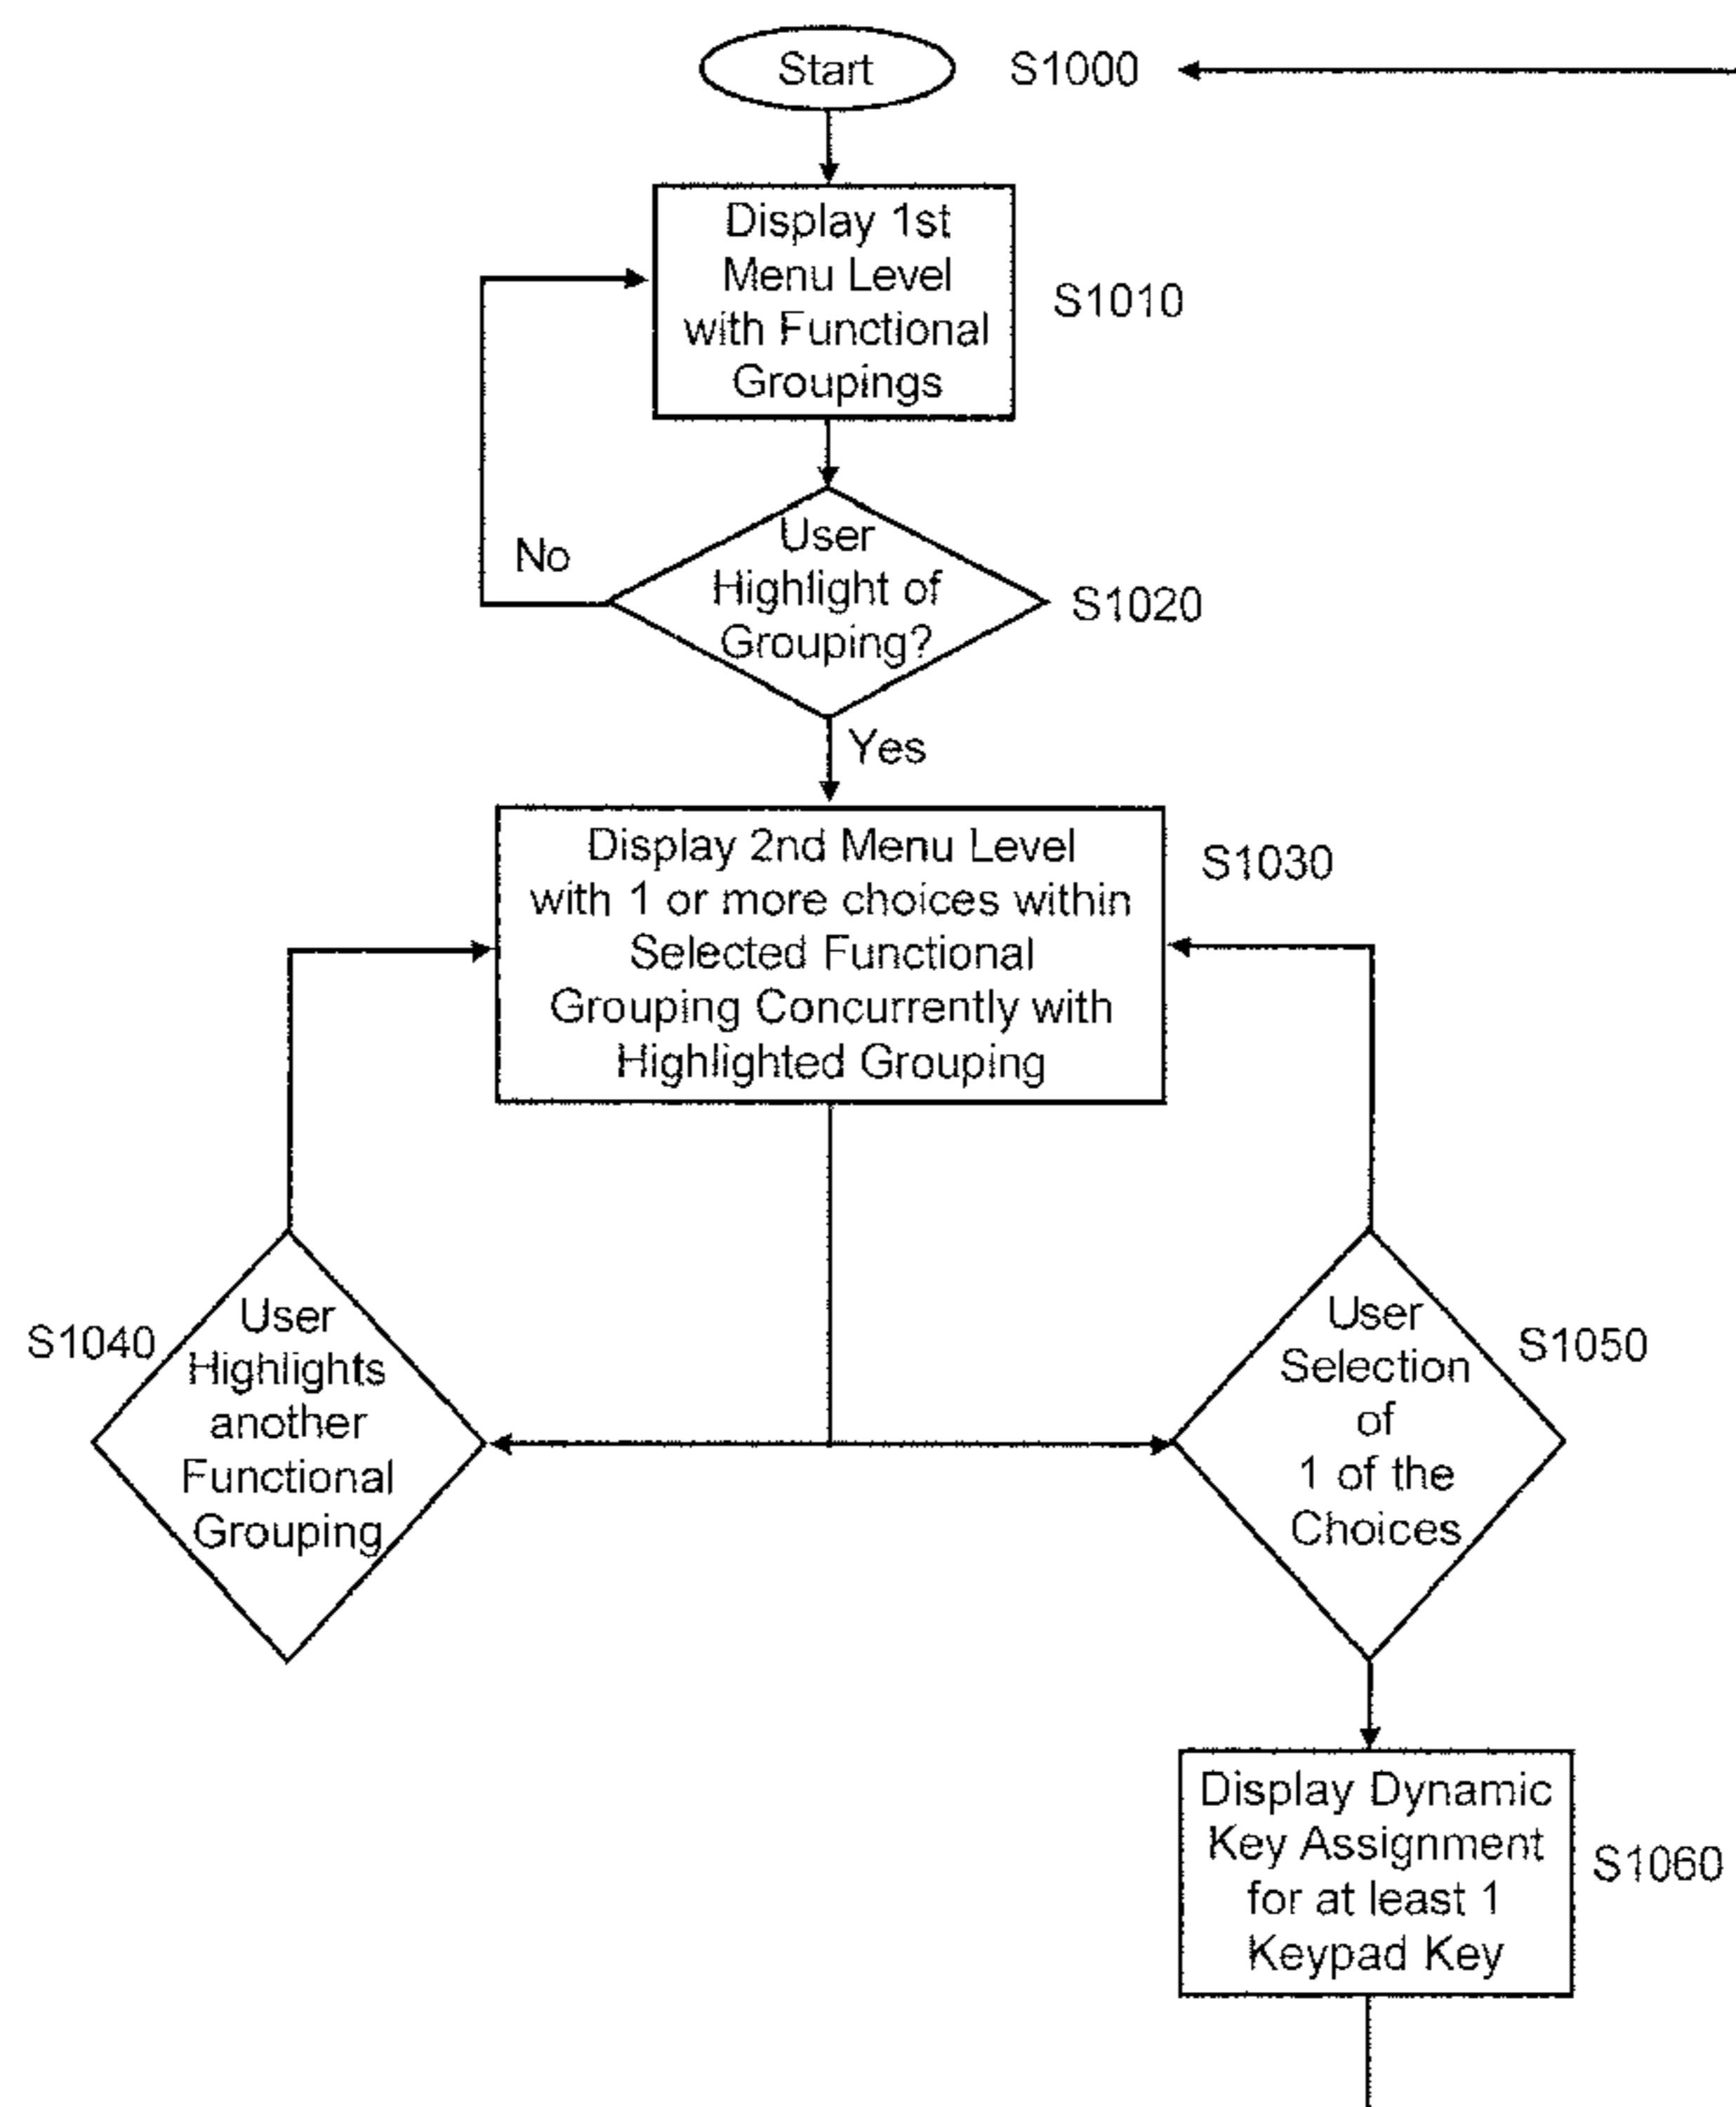 Start
S1000
Display 1st
Menu Level
with Functional
Groupings
S1010
No
User
Highlight of
Grouping?
S1020
Yes
Display 2nd Menu Level
with 1 or more choices within
Selected Functional
Grouping Concurrently with
Highlighted Grouping
S1030
S1040
User
Highlights
another
Functional
Grouping
User
Selection
of
1 of the
Choices
S1050
Display Dynamic
Key Assignment
for at least 1
Keypad Key
S1060